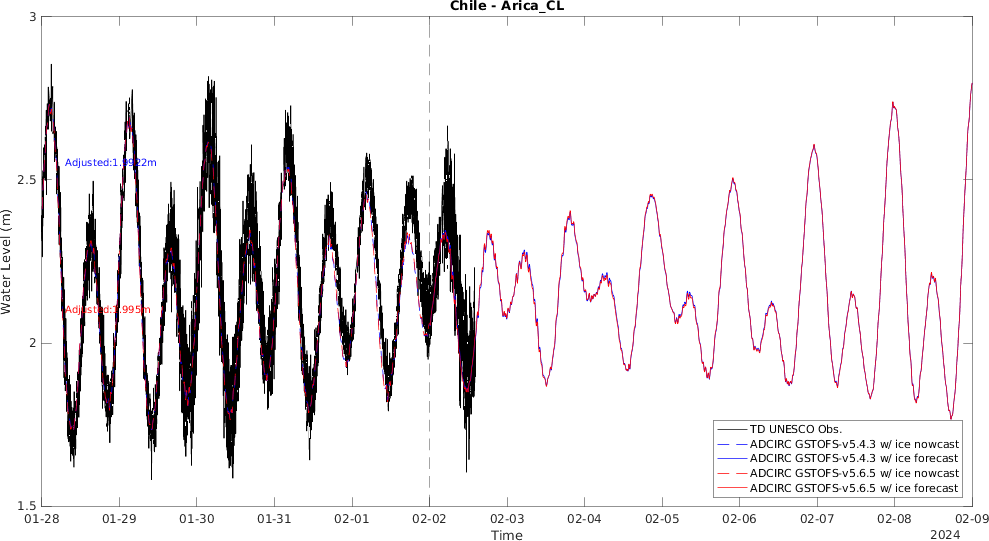 Chile - Arica_CL
3
2.5
2
1.5
Water Level (m)
Adjusted:1.9922m
Adjusted:1.995m
TD UNESCO Obs.
ADCIRC GSTOFS-v5.4.3 w/ ice nowcast
ADCIRC GSTOFS-v5.4.3 w/ ice forecast
ADCIRC GSTOFS-v5.6.5 w/ ice nowcast
ADCIRC GSTOFS-v5.6.5 w/ ice forecast
01-28 01-29 01-30 01-31 02-01 02-02 02-03 02-04 02-05 02-06 02-07 02-08 02-09
Time
2024